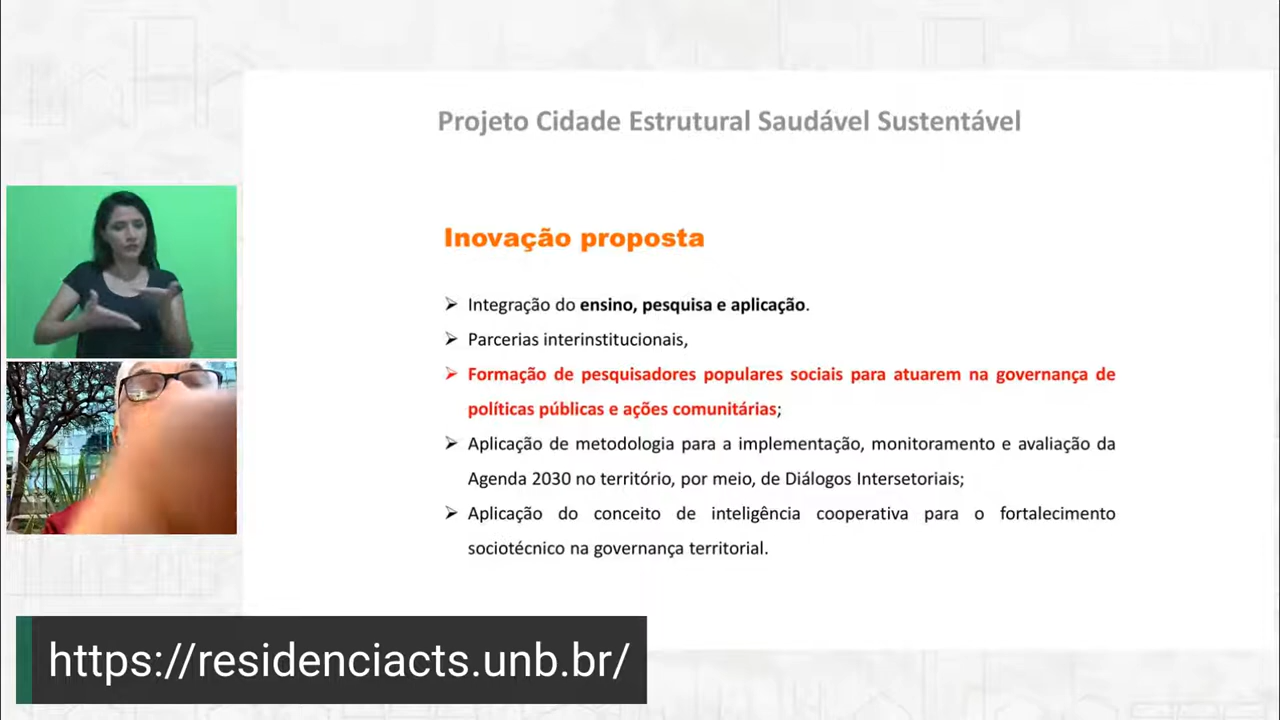 Projeto Cidade Estrutural Saudável Sustentável
Inovação proposta
➢ Integração do ensino, pesquisa e aplicação.
➢ Parcerias interinstitucionais,
➢ Formação de pesquisadores populares sociais para atuarem na governança de
políticas públicas e ações comunitárias;
➢ Aplicação de metodologia para a implementação, monitoramento e avaliação da
Agenda 2030 no território, por meio, de Diálogos Intersetoriais;
➢ Aplicação do conceito de inteligência cooperativa para o fortalecimento
sociotécnico na governança territorial.
https://residenciacts.unb.br/